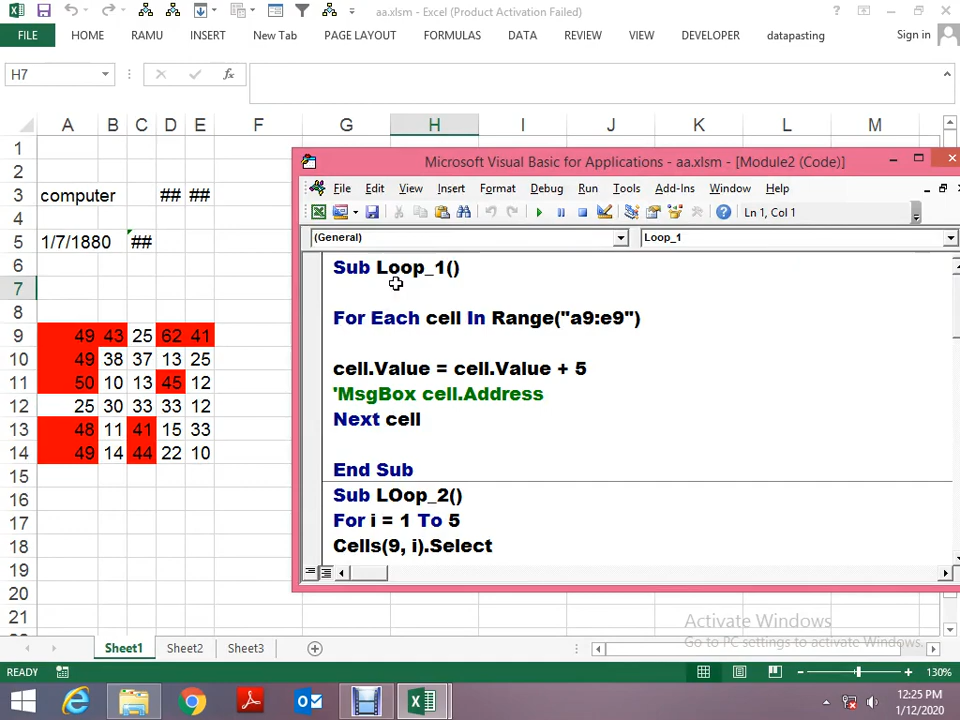 aa.xlsm - Excel (Product Activation Failed)
FILE HOME RAMU INSERT New Tab PAGE LAYOUT FORMULAS DATA REVIEW VIEW DEVELOPER datapasting Sign in
H7 fx
A B C D E F G H I J K L M
1
2
3 computer ## ##
4
5 1/7/1880 ##
6
7
8
9 49 43 25 62 41
10 49 38 37 13 25
11 50 10 13 45 12
12 25 30 33 33 12
13 48 11 41 15 33
14 49 14 44 22 10
15
16
17
18
19
20
21
Microsoft Visual Basic for Applications - aa.xlsm - [Module2 (Code)]
File Edit View Insert Format Debug Run Tools Add-Ins Window Help
Ln 1, Col 1
(General) Loop_1
Sub Loop_1()
For Each cell In Range("a9:e9")
cell.Value = cell.Value + 5
'MsgBox cell.Address
Next cell
End Sub
Sub LOop_2()
For i = 1 To 5
Cells(9, i).Select
Activate Windows
Go to PC settings to activate Windows.
Sheet1 Sheet2 Sheet3
READY 130%
12:25 PM
1/12/2020